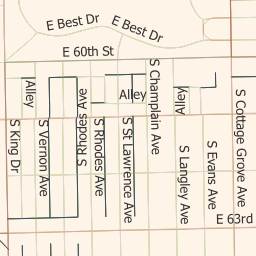 E Best Dr
E Best Dr
E 60th St
Alley
Alley
Alley
S King Dr
S Vernon Ave
S Rhodes Ave
S Rhodes Ave
S St Lawrence Ave
S Champlain Ave
S Langley Ave
S Evans Ave
S Cottage Grove Ave
E 63rd